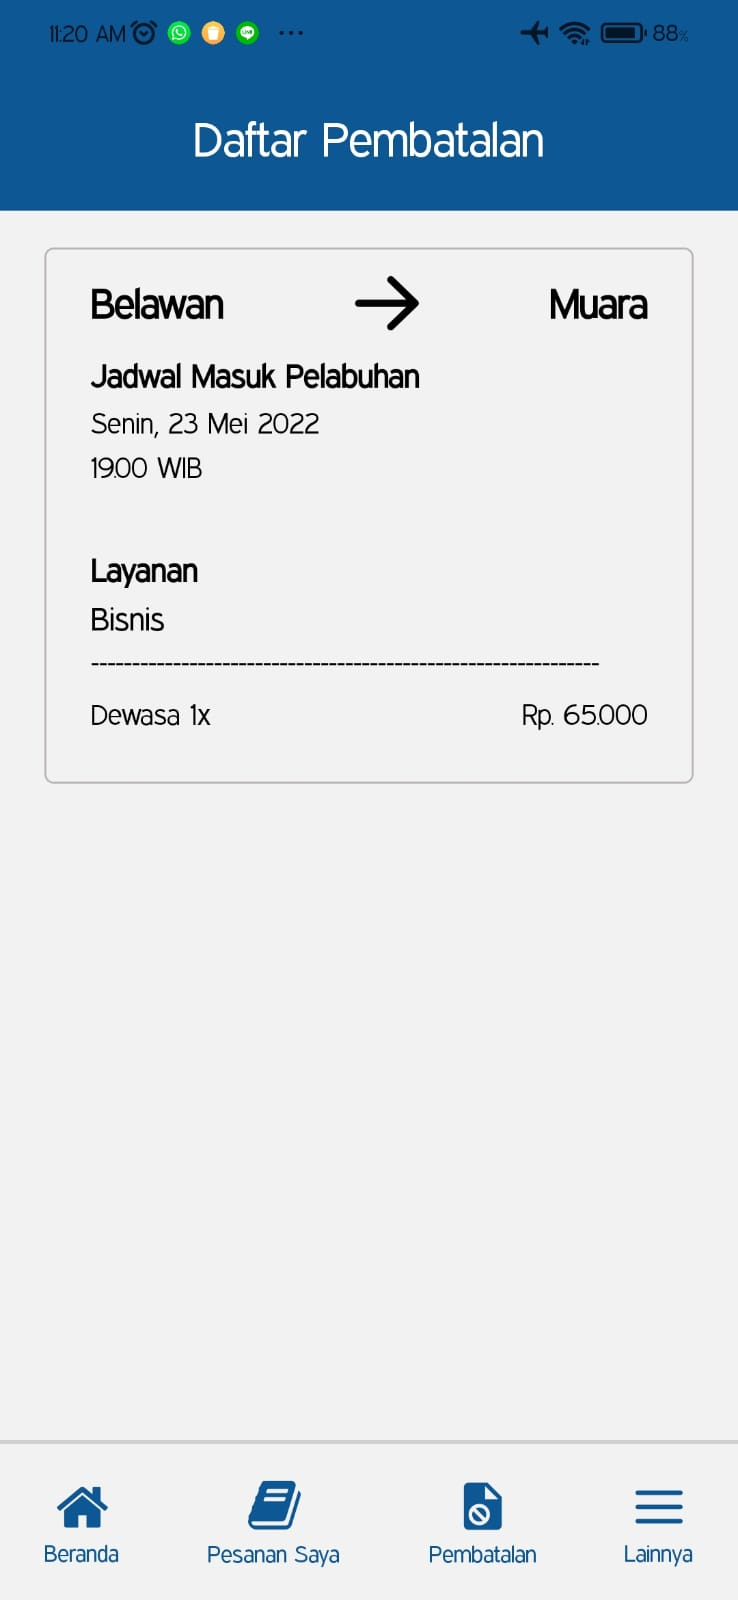 11:20 AM 88%
Daftar Pembatalan
Belawan Muara
Jadwal Masuk Pelabuhan
Senin, 23 Mei 2022
19.00 WIB
Layanan
Bisnis
--------------------------------------------------------------
Dewasa 1x Rp. 65.000
Beranda Pesanan Saya Pembatalan Lainnya